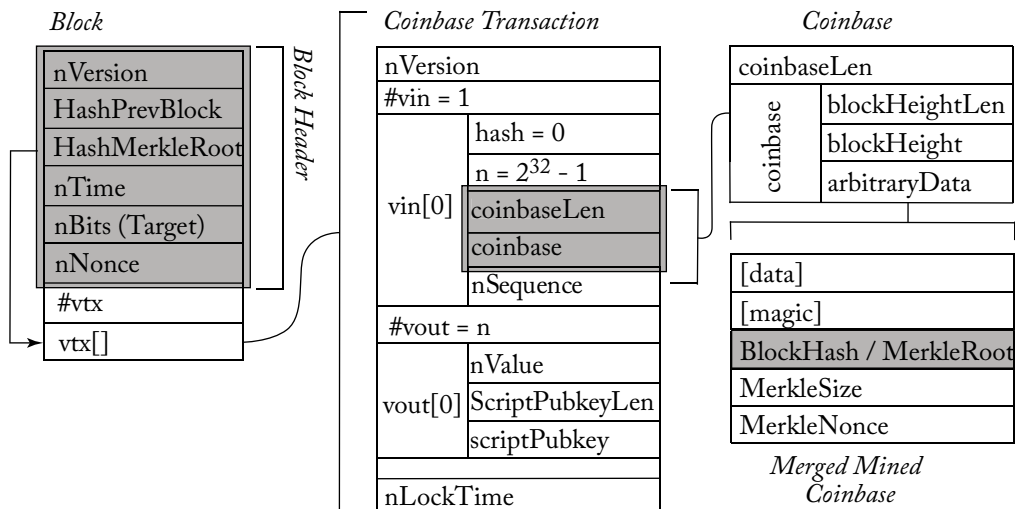 Block
nVersion
HashPrevBlock
HashMerkleRoot
nTime
nBits (Target)
nNonce
#vtx
vtx[]
Block Header
Coinbase Transaction
nVersion
#vin = 1
vin[0]
hash = 0
n = 2³² - 1
coinbaseLen
coinbase
nSequence
#vout = n
vout[0]
nValue
ScriptPubkeyLen
scriptPubkey
nLockTime
Coinbase
coinbaseLen
coinbase
blockHeightLen
blockHeight
arbitraryData
[data]
[magic]
BlockHash / MerkleRoot
MerkleSize
MerkleNonce
Merged Mined
Coinbase